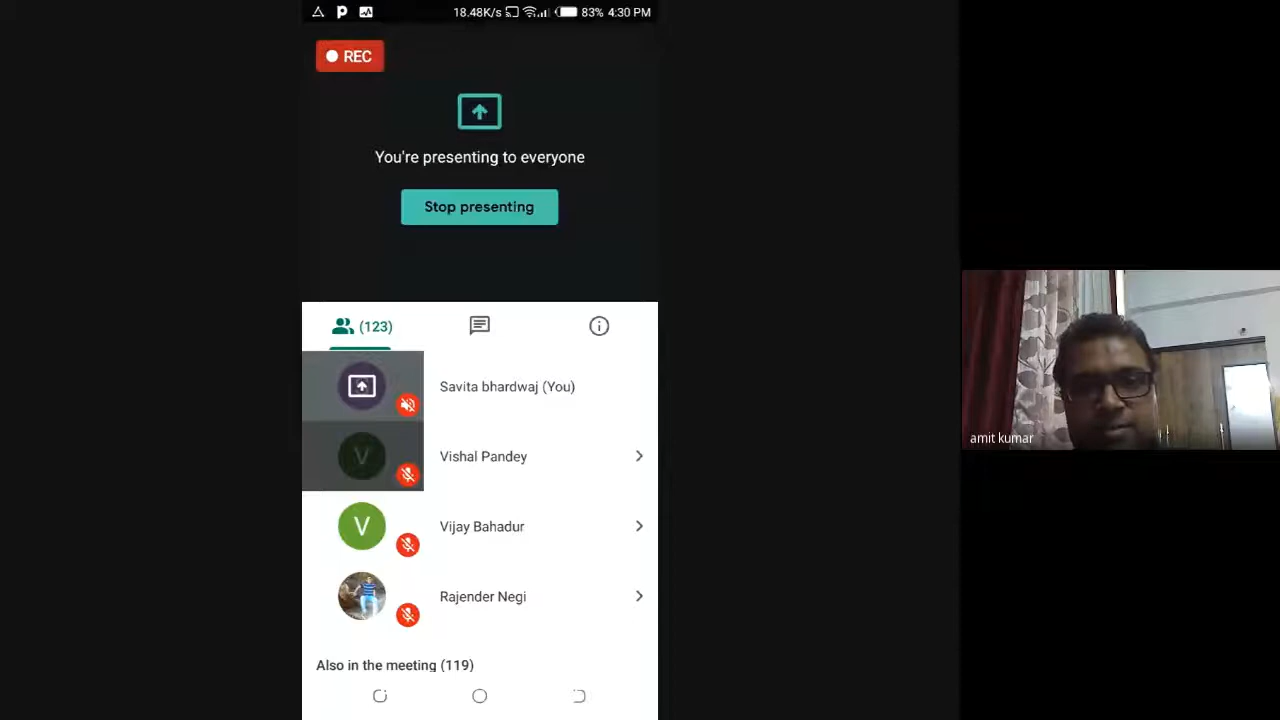 18.48K/s 83% 4:30 PM
REC
You're presenting to everyone
Stop presenting
(123)
Savita bhardwaj (You)
V
Vishal Pandey
V
Vijay Bahadur
Rajender Negi
Also in the meeting (119)
amit kumar